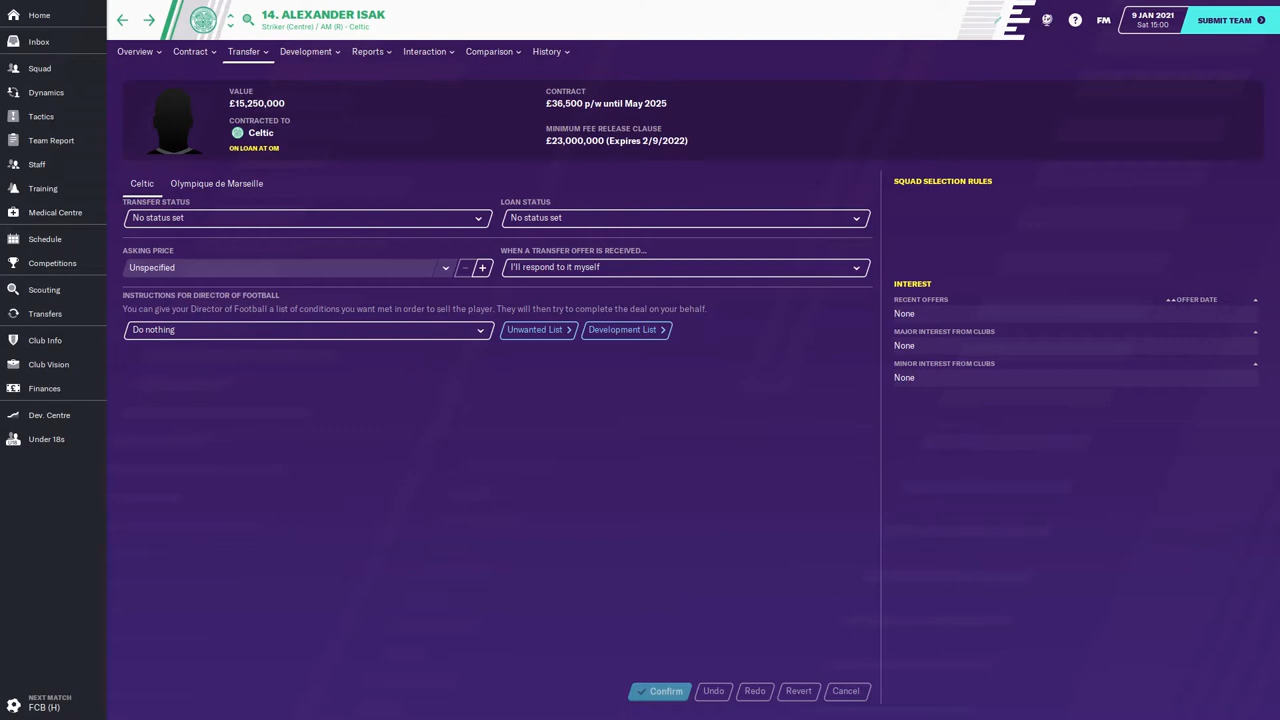 14. ALEXANDER ISAK
Striker (Centre) / AM (R) - Celtic
FM
9 JAN 2021
Sat 15:00
SUBMIT TEAM
Home
Inbox
Squad
Dynamics
Tactics
Team Report
Staff
Training
Medical Centre
Schedule
Competitions
Scouting
Transfers
Club Info
Club Vision
Finances
Dev. Centre
Under 18s
NEXT MATCH
FCB (H)
Overview
Contract
Transfer
Development
Reports
Interaction
Comparison
History
VALUE
£15,250,000
CONTRACTED TO
Celtic
ON LOAN AT OM
CONTRACT
£36,500 p/w until May 2025
MINIMUM FEE RELEASE CLAUSE
£23,000,000 (Expires 2/9/2022)
Celtic
Olympique de Marseille
TRANSFER STATUS
No status set
LOAN STATUS
No status set
ASKING PRICE
Unspecified
WHEN A TRANSFER OFFER IS RECEIVED...
I'll respond to it myself
INSTRUCTIONS FOR DIRECTOR OF FOOTBALL
You can give your Director of Football a list of conditions you want met in order to sell the player. They will then try to complete the deal on your behalf.
Do nothing
Unwanted List
Development List
Confirm
Undo
Redo
Revert
Cancel
SQUAD SELECTION RULES
INTEREST
RECENT OFFERS
OFFER DATE
None
MAJOR INTEREST FROM CLUBS
None
MINOR INTEREST FROM CLUBS
None